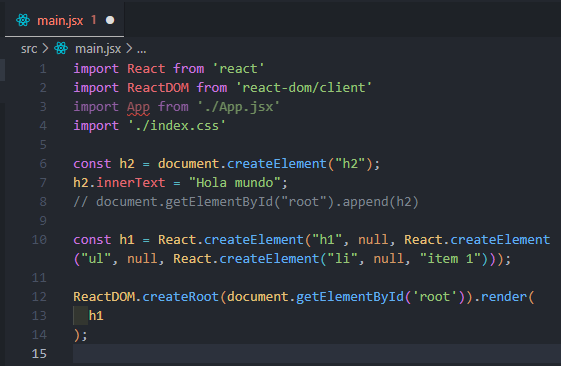 main.jsx 1
src > main.jsx > ...
1 import React from 'react'
2 import ReactDOM from 'react-dom/client'
3 import App from './App.jsx'
4 import './index.css'
5
6 const h2 = document.createElement("h2");
7 h2.innerText = "Hola mundo";
8 // document.getElementById("root").append(h2)
9
10 const h1 = React.createElement("h1", null, React.createElement
("ul", null, React.createElement("li", null, "item 1")));
11
12 ReactDOM.createRoot(document.getElementById('root')).render(
13 h1
14 );
15